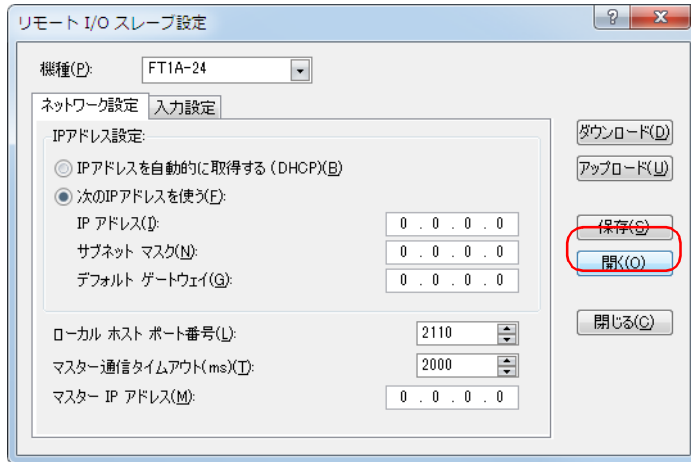 リモート I/O スレーブ設定
機種(P): FT1A-24
ネットワーク設定 入力設定
IPアドレス設定:
IPアドレスを自動的に取得する (DHCP)(B)
次のIPアドレスを使う(F):
IP アドレス(I): 0 . 0 . 0 . 0
サブネット マスク(N): 0 . 0 . 0 . 0
デフォルト ゲートウェイ(G): 0 . 0 . 0 . 0
ローカル ホスト ポート番号(L): 2110
マスター通信タイムアウト(ms)(T): 2000
マスター IP アドレス(M): 0 . 0 . 0 . 0
ダウンロード(D)
アップロード(U)
保存(S)
開く(O)
閉じる(C)